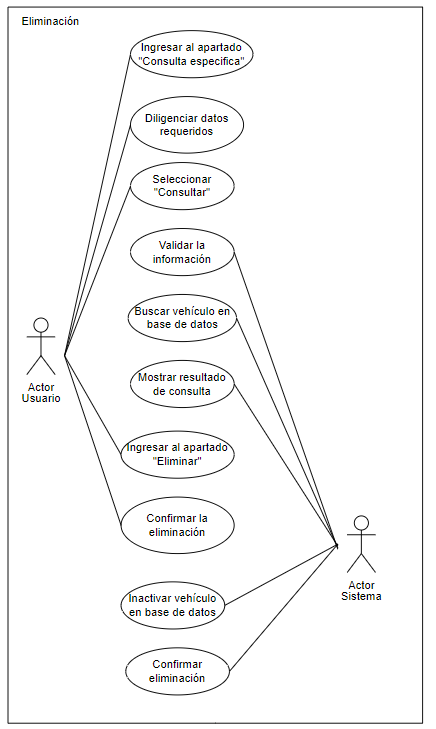 Eliminación
Ingresar al apartado
"Consulta especifica"
Diligenciar datos
requeridos
Seleccionar
"Consultar"
Validar la
información
Buscar vehículo en
base de datos
Mostrar resultado
de consulta
Actor
Usuario
Ingresar al apartado
"Eliminar"
Confirmar la
eliminación
Actor
Sistema
Inactivar vehículo
en base de datos
Confirmar
eliminación